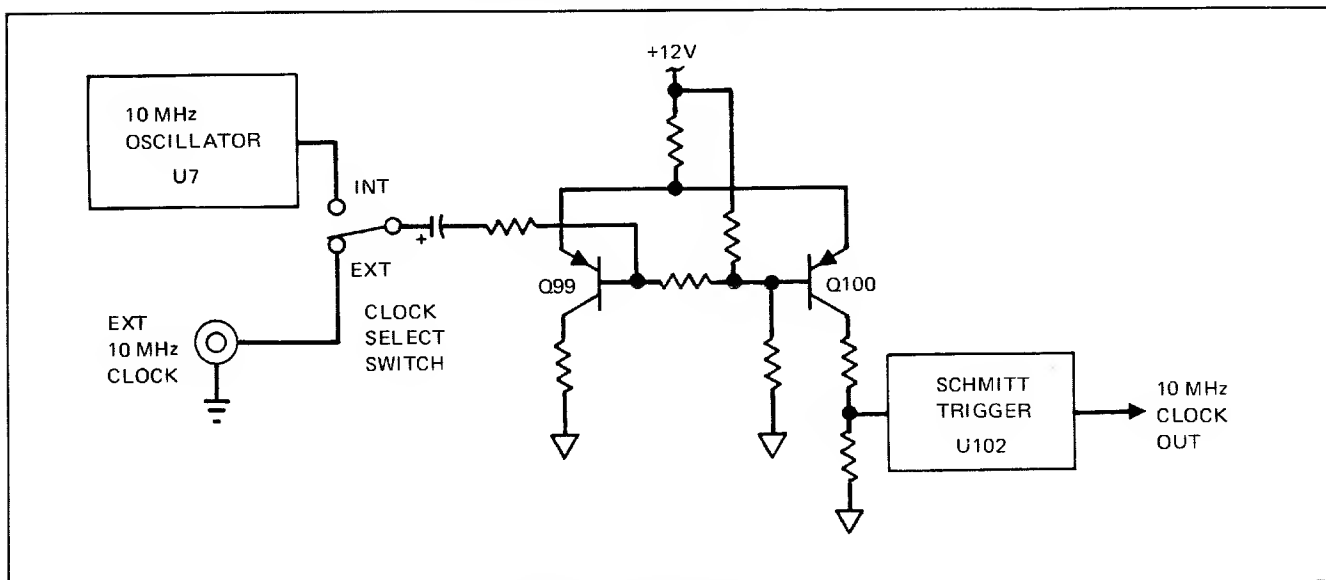 +12V
10 MHz
OSCILLATOR
U7
INT
+
EXT
Q99
Q100
EXT
10 MHz
CLOCK
CLOCK
SELECT
SWITCH
SCHMITT
TRIGGER
U102
10 MHz
CLOCK
OUT